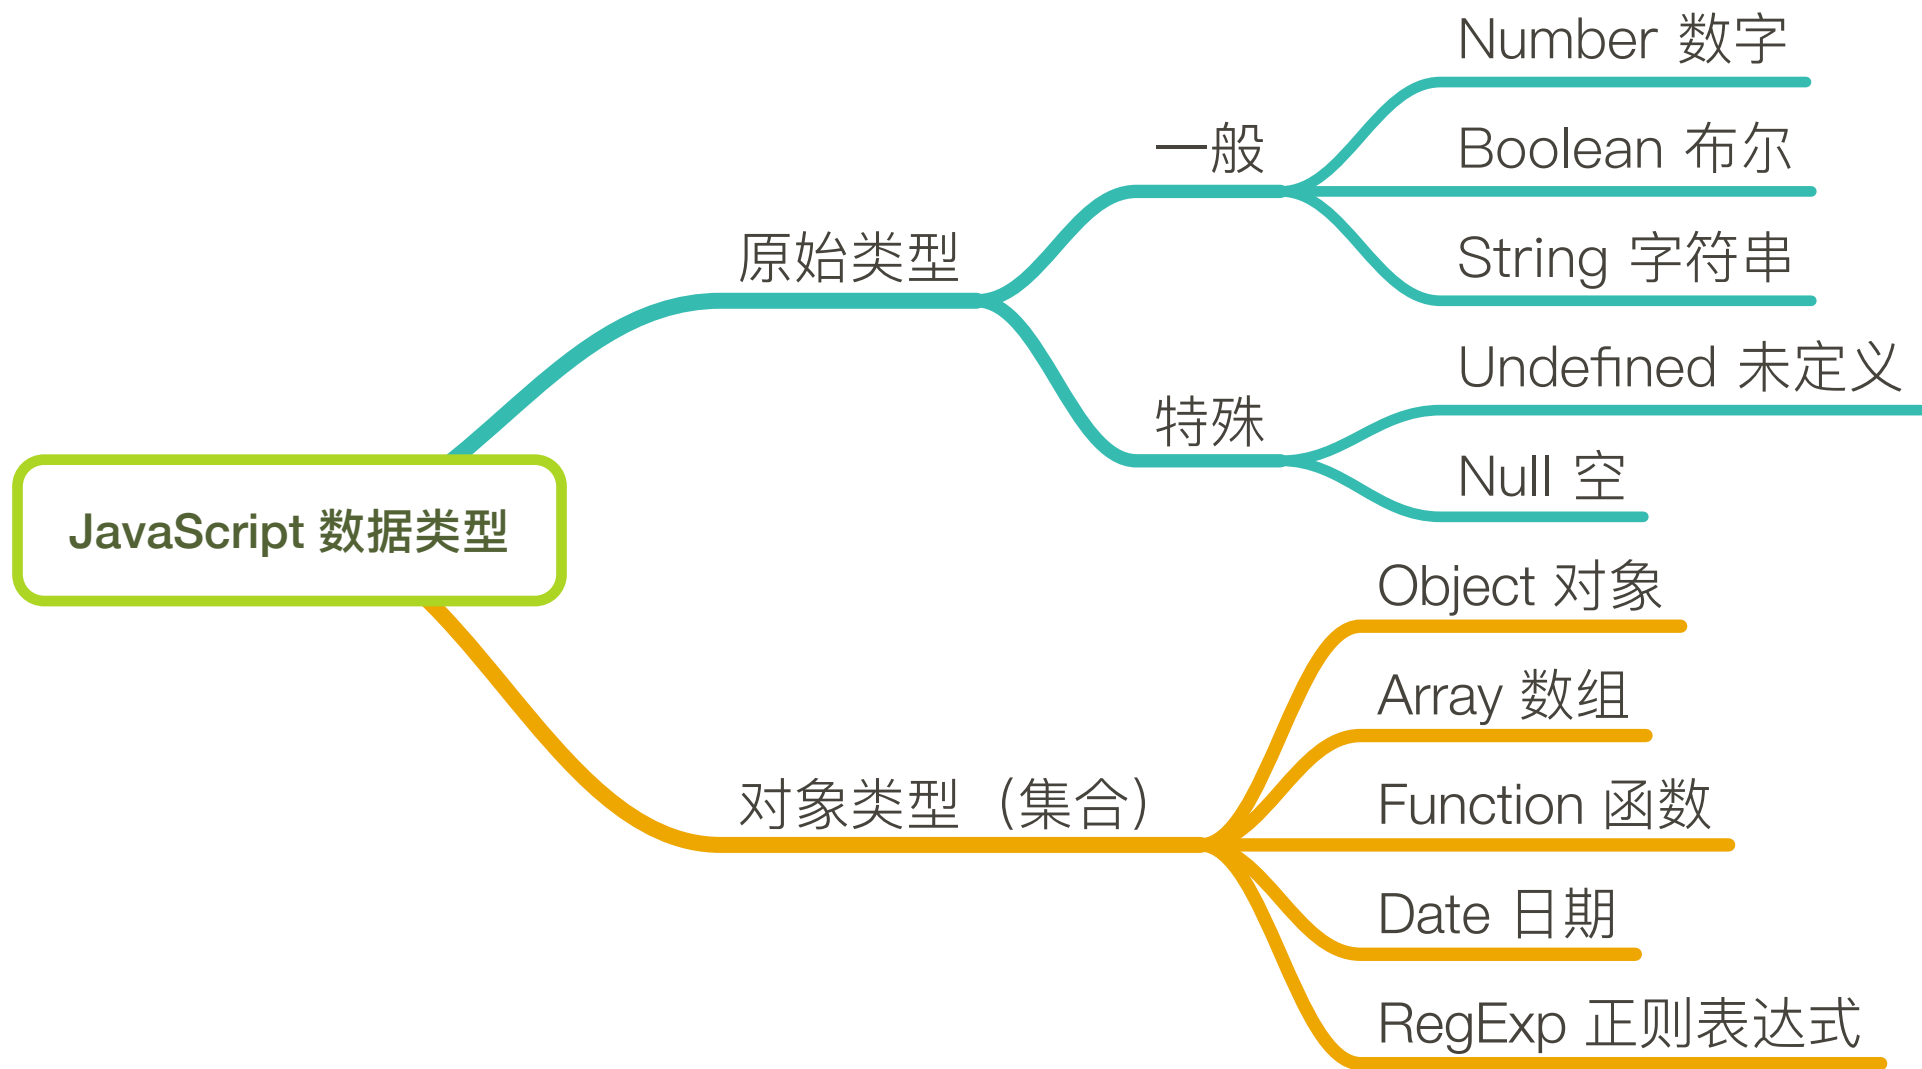 Number 数字
一般
Boolean 布尔
原始类型
String 字符串
Undefined 未定义
特殊
Null 空
JavaScript 数据类型
Object 对象
Array 数组
对象类型（集合）
Function 函数
Date 日期
RegExp 正则表达式